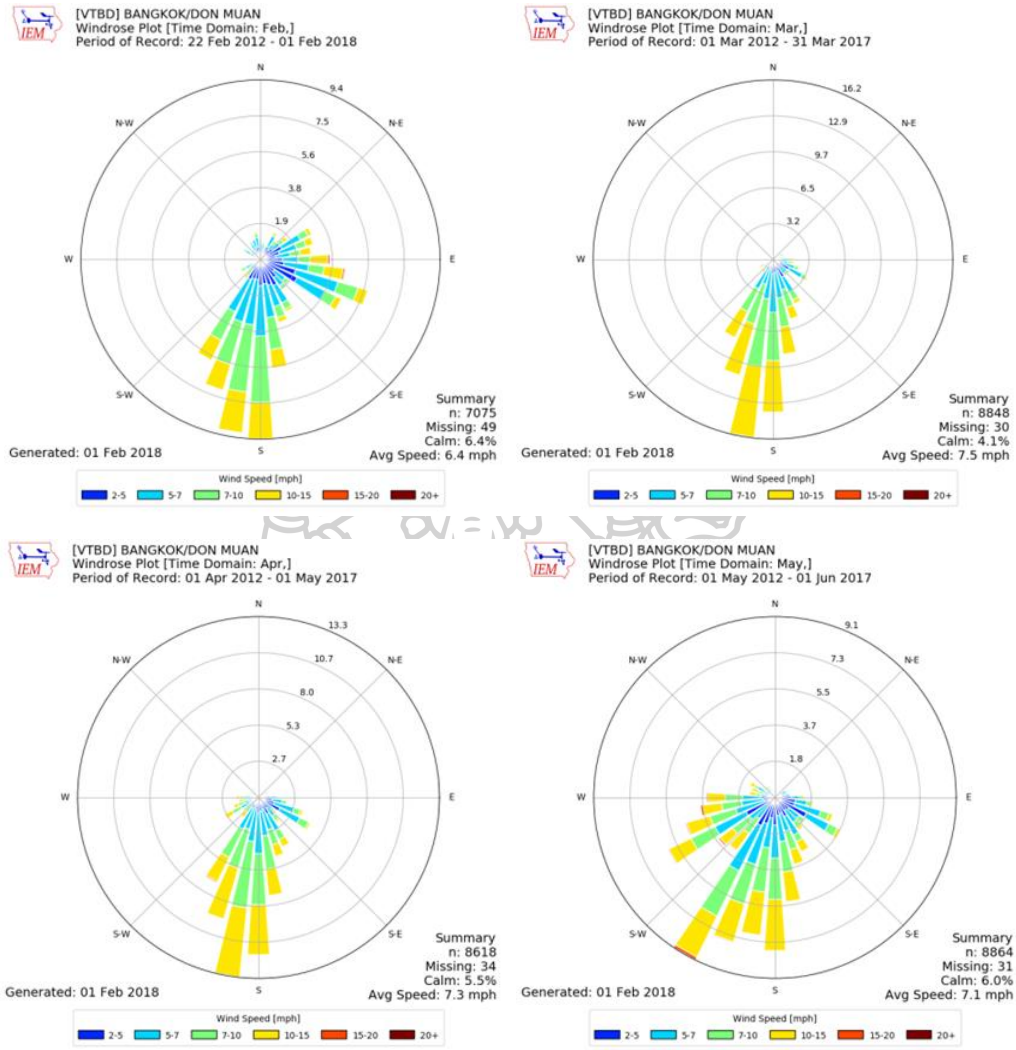 IEM
[VTBD] BANGKOK/DON MUAN
Windrose Plot [Time Domain: Feb,]
Period of Record: 22 Feb 2012 - 01 Feb 2018
N
9.4
N-W
7.5
N-E
5.6
3.8
1.9
W
E
S-W
S-E
S
Summary
n: 7075
Missing: 49
Calm: 6.4%
Generated: 01 Feb 2018
Avg Speed: 6.4 mph
Wind Speed [mph]
2-5 5-7 7-10 10-15 15-20 20+
IEM
[VTBD] BANGKOK/DON MUAN
Windrose Plot [Time Domain: Mar,]
Period of Record: 01 Mar 2012 - 31 Mar 2017
N
16.2
N-W
12.9
N-E
9.7
6.5
3.2
W
E
S-W
S-E
S
Summary
n: 8848
Missing: 30
Calm: 4.1%
Generated: 01 Feb 2018
Avg Speed: 7.5 mph
Wind Speed [mph]
2-5 5-7 7-10 10-15 15-20 20+
IEM
[VTBD] BANGKOK/DON MUAN
Windrose Plot [Time Domain: Apr,]
Period of Record: 01 Apr 2012 - 01 May 2017
N
13.3
N-W
10.7
N-E
8.0
5.3
2.7
W
E
S-W
S-E
S
Summary
n: 8618
Missing: 34
Calm: 5.5%
Generated: 01 Feb 2018
Avg Speed: 7.3 mph
Wind Speed [mph]
2-5 5-7 7-10 10-15 15-20 20+
IEM
[VTBD] BANGKOK/DON MUAN
Windrose Plot [Time Domain: May,]
Period of Record: 01 May 2012 - 01 Jun 2017
N
9.1
N-W
7.3
N-E
5.5
3.7
1.8
W
E
S-W
S-E
S
Summary
n: 8864
Missing: 31
Calm: 6.0%
Generated: 01 Feb 2018
Avg Speed: 7.1 mph
Wind Speed [mph]
2-5 5-7 7-10 10-15 15-20 20+